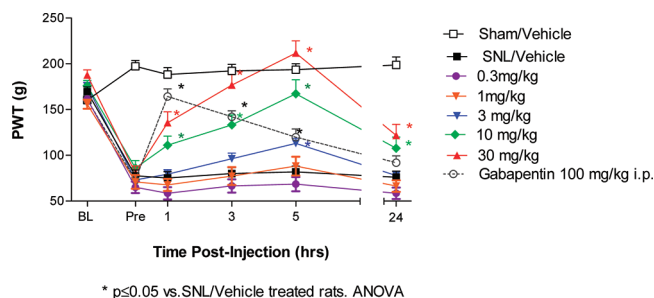 250
200
150
100
50
PWT (g)
BL Pre 1 3 5 24
Time Post-Injection (hrs)
* p≤0.05 vs.SNL/Vehicle treated rats. ANOVA
Sham/Vehicle
SNL/Vehicle
0.3mg/kg
1mg/kg
3 mg/kg
10 mg/kg
30 mg/kg
Gabapentin 100 mg/kg i.p.